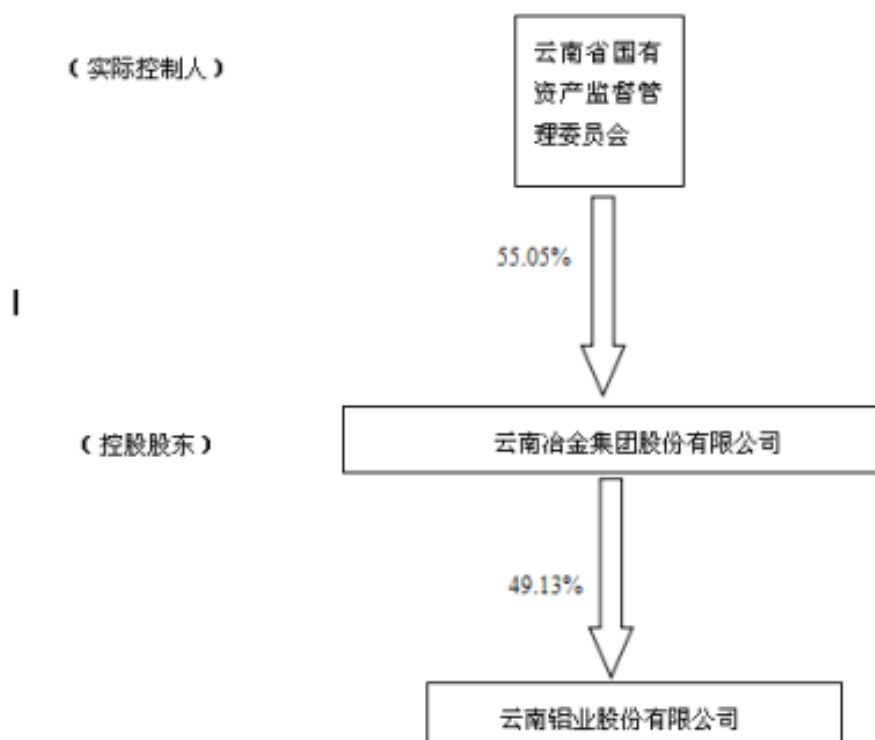 （实际控制人）
云南省国有
资产监督管
理委员会
55.05%
（控股股东）
云南冶金集团股份有限公司
49.13%
云南铝业股份有限公司